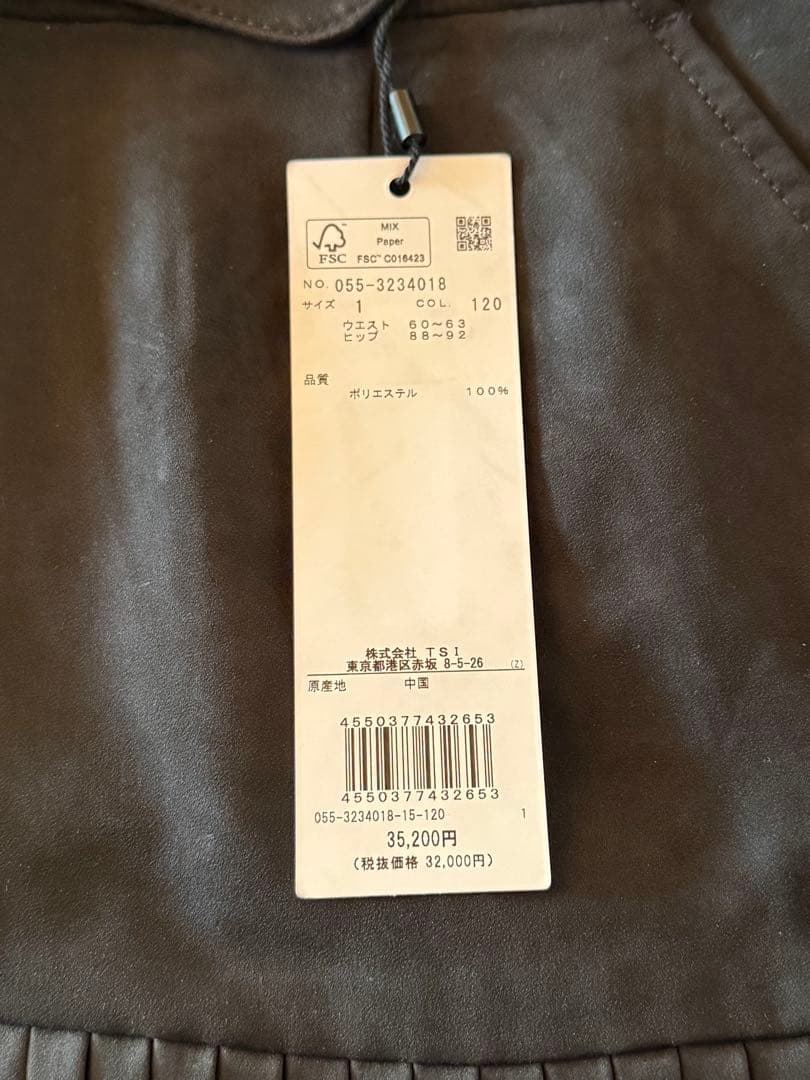 MIX
Paper
FSC™ C016423
FSC
NO. 055-3234018
サイズ 1 COL. 120
ウエスト 60〜63
ヒップ 88〜92
品質
ポリエステル 100%
株式会社 TSI
東京都港区赤坂 8-5-26 (Z)
原産地 中国
4550377432653
4550377432653
055-3234018-15-120 1
35,200円
(税抜価格 32,000円)